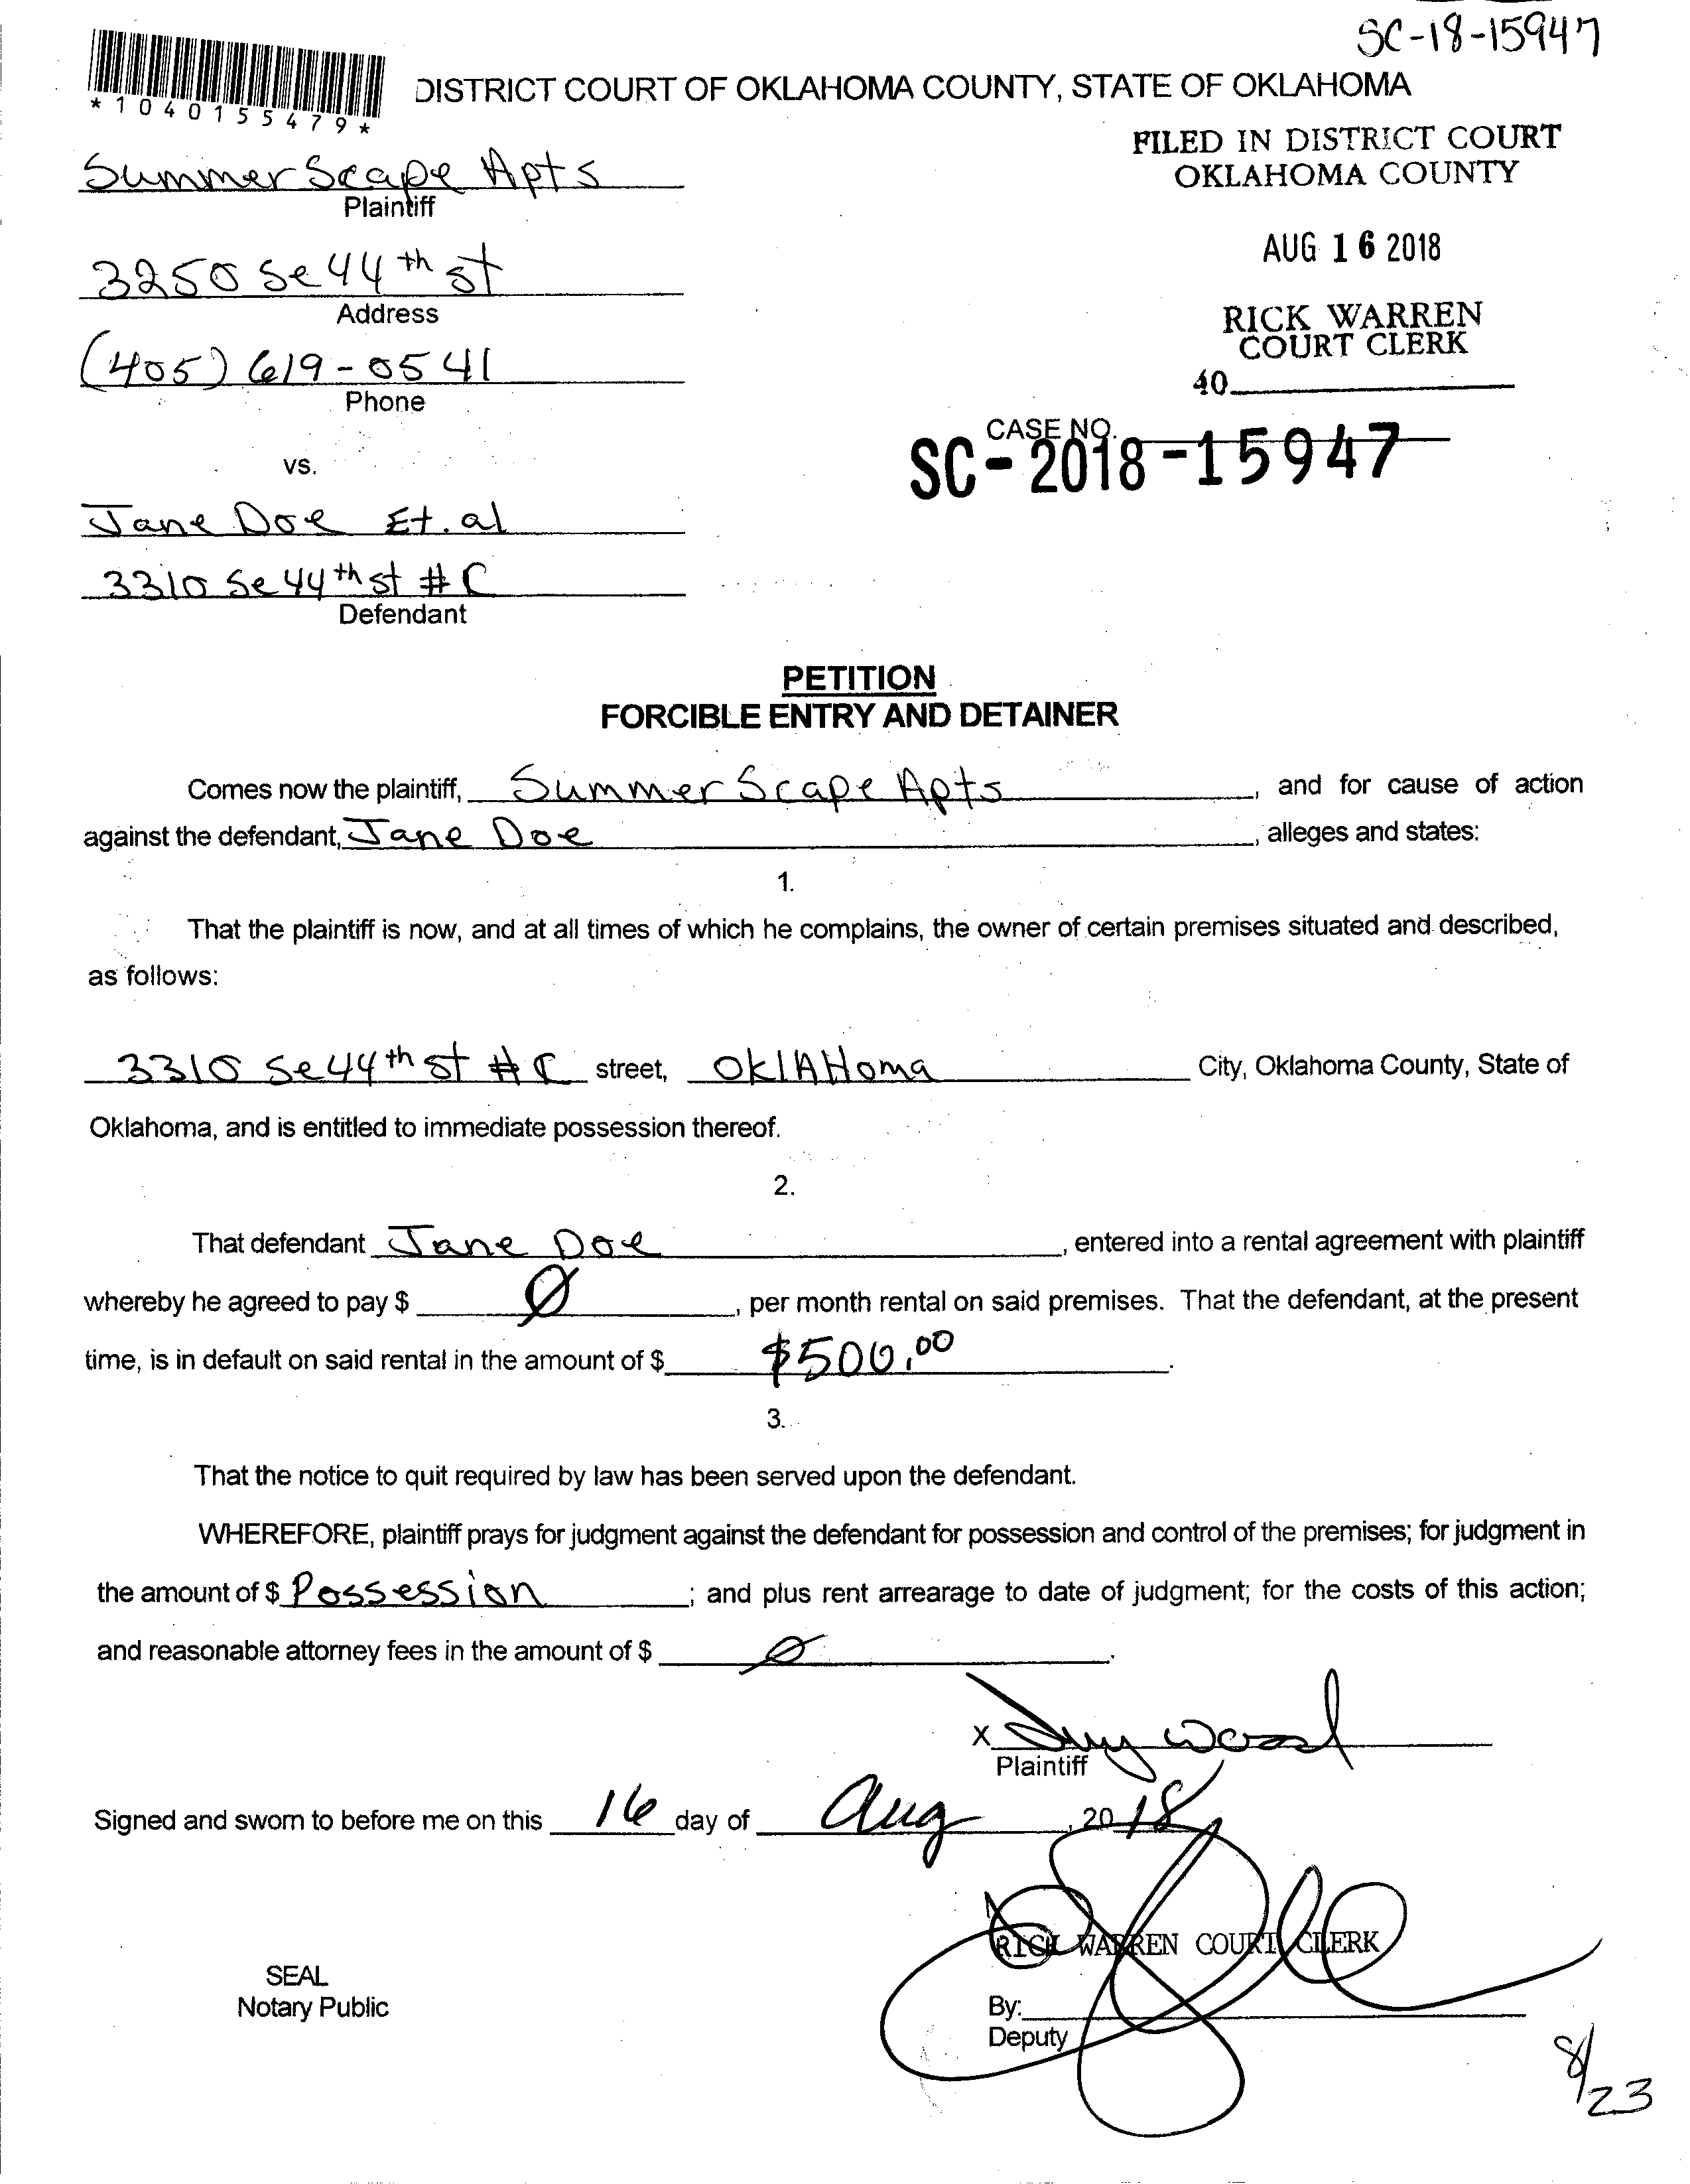 SC-18-15947
*1040155479*
DISTRICT COURT OF OKLAHOMA COUNTY, STATE OF OKLAHOMA
FILED IN DISTRICT COURT
OKLAHOMA COUNTY
Summer Scape Apts
Plaintiff
AUG 16 2018
3250 Se 44th st
Address
RICK WARREN
COURT CLERK
(405) 619-0541
Phone
40
CASE NO.
SC-2018-15947
vs.
Jane Doe Et. al
3310 Se 44th st # C
Defendant
PETITION
FORCIBLE ENTRY AND DETAINER
Comes now the plaintiff, Summer Scape Apts, and for cause of action
against the defendant, Jane Doe, alleges and states:
1.
That the plaintiff is now, and at all times of which he complains, the owner of certain premises situated and described,
as follows:
3310 Se 44th st # C street, OklAHoma City, Oklahoma County, State of
Oklahoma, and is entitled to immediate possession thereof.
2.
That defendant Jane Doe, entered into a rental agreement with plaintiff
whereby he agreed to pay $ Ø, per month rental on said premises. That the defendant, at the present
time, is in default on said rental in the amount of $ $500.00.
3.
That the notice to quit required by law has been served upon the defendant.
WHEREFORE, plaintiff prays for judgment against the defendant for possession and control of the premises; for judgment in
the amount of $ Possession; and plus rent arrearage to date of judgment; for the costs of this action;
and reasonable attorney fees in the amount of $ Ø.
X Wood
Plaintiff
Signed and sworn to before me on this 16 day of Aug, 2018
RICK WARREN COURT CLERK
SEAL
Notary Public
By:
Deputy
8/23